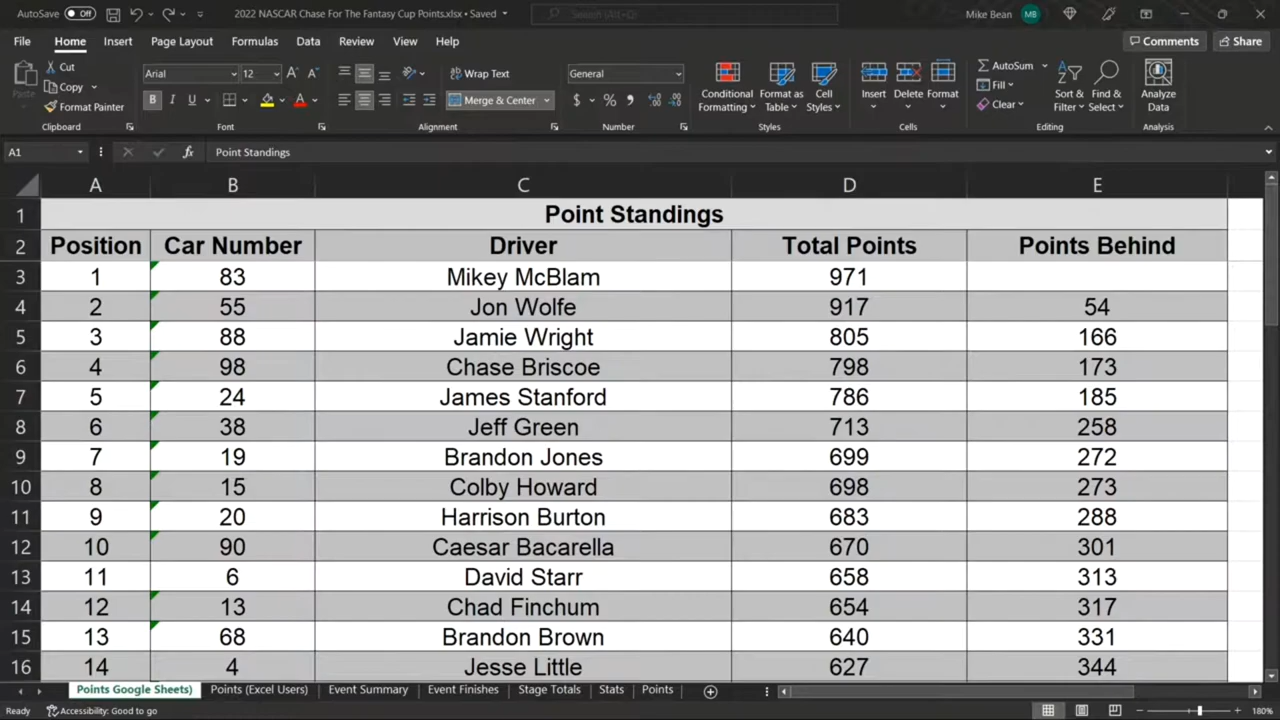 AutoSave Off 2022 NASCAR Chase For The Fantasy Cup Points.xlsx • Saved Search (Alt+Q) Mike Bean MB
File Home Insert Page Layout Formulas Data Review View Help Comments Share
Cut
Copy
Format Painter
Paste
Clipboard
Arial 12
B I U
Font
Wrap Text
Merge & Center
Alignment
General
$ % 9
Number
Conditional Formatting
Format as Table
Cell Styles
Styles
Insert Delete Format
Cells
AutoSum
Fill
Clear
Sort & Filter
Find & Select
Editing
Analyze Data
Analysis
A1 fx Point Standings
A B C D E
1 Point Standings
2 Position Car Number Driver Total Points Points Behind
3 1 83 Mikey McBlam 971
4 2 55 Jon Wolfe 917 54
5 3 88 Jamie Wright 805 166
6 4 98 Chase Briscoe 798 173
7 5 24 James Stanford 786 185
8 6 38 Jeff Green 713 258
9 7 19 Brandon Jones 699 272
10 8 15 Colby Howard 698 273
11 9 20 Harrison Burton 683 288
12 10 90 Caesar Bacarella 670 301
13 11 6 David Starr 658 313
14 12 13 Chad Finchum 654 317
15 13 68 Brandon Brown 640 331
16 14 4 Jesse Little 627 344
Points Google Sheets) Points (Excel Users) Event Summary Event Finishes Stage Totals Stats Points
Ready Accessibility: Good to go 180%